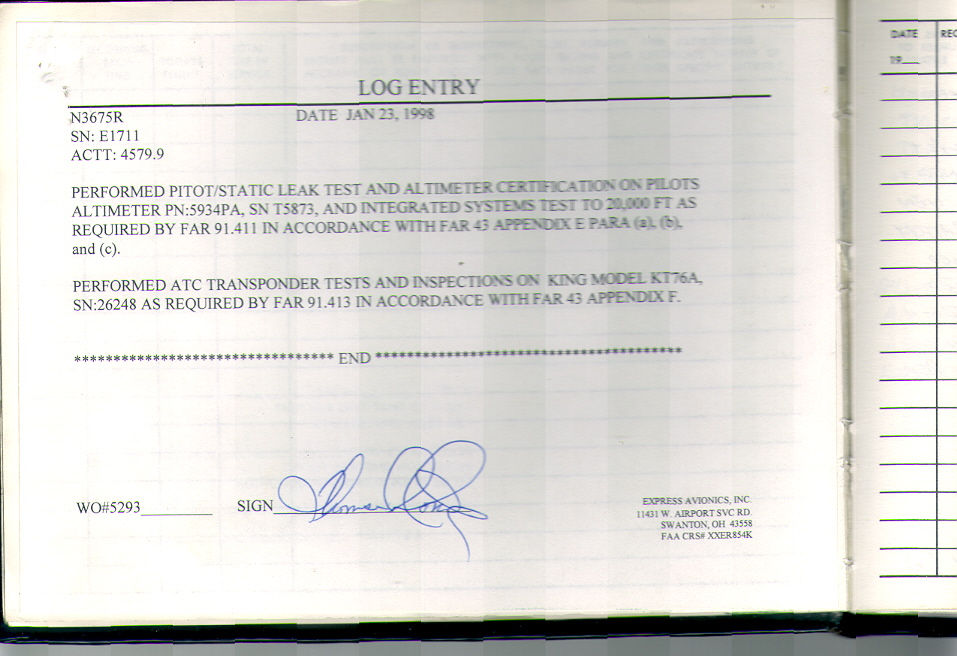 LOG ENTRY
N3675R DATE JAN 23, 1998
SN: E1711
ACTT: 4579.9
PERFORMED PITOT/STATIC LEAK TEST AND ALTIMETER CERTIFICATION ON PILOTS
ALTIMETER PN:5934PA, SN T5873, AND INTEGRATED SYSTEMS TEST TO 20,000 FT AS
REQUIRED BY FAR 91.411 IN ACCORDANCE WITH FAR 43 APPENDIX E PARA (a), (b),
and (c).
PERFORMED ATC TRANSPONDER TESTS AND INSPECTIONS ON KING MODEL KT76A,
SN:26248 AS REQUIRED BY FAR 91.413 IN ACCORDANCE WITH FAR 43 APPENDIX F.
********************************* END ***************************************
WO#5293________ SIGN
EXPRESS AVIONICS, INC.
11431 W. AIRPORT SVC RD.
SWANTON, OH 43558
FAA CRS# XXER854K
DATE
19__